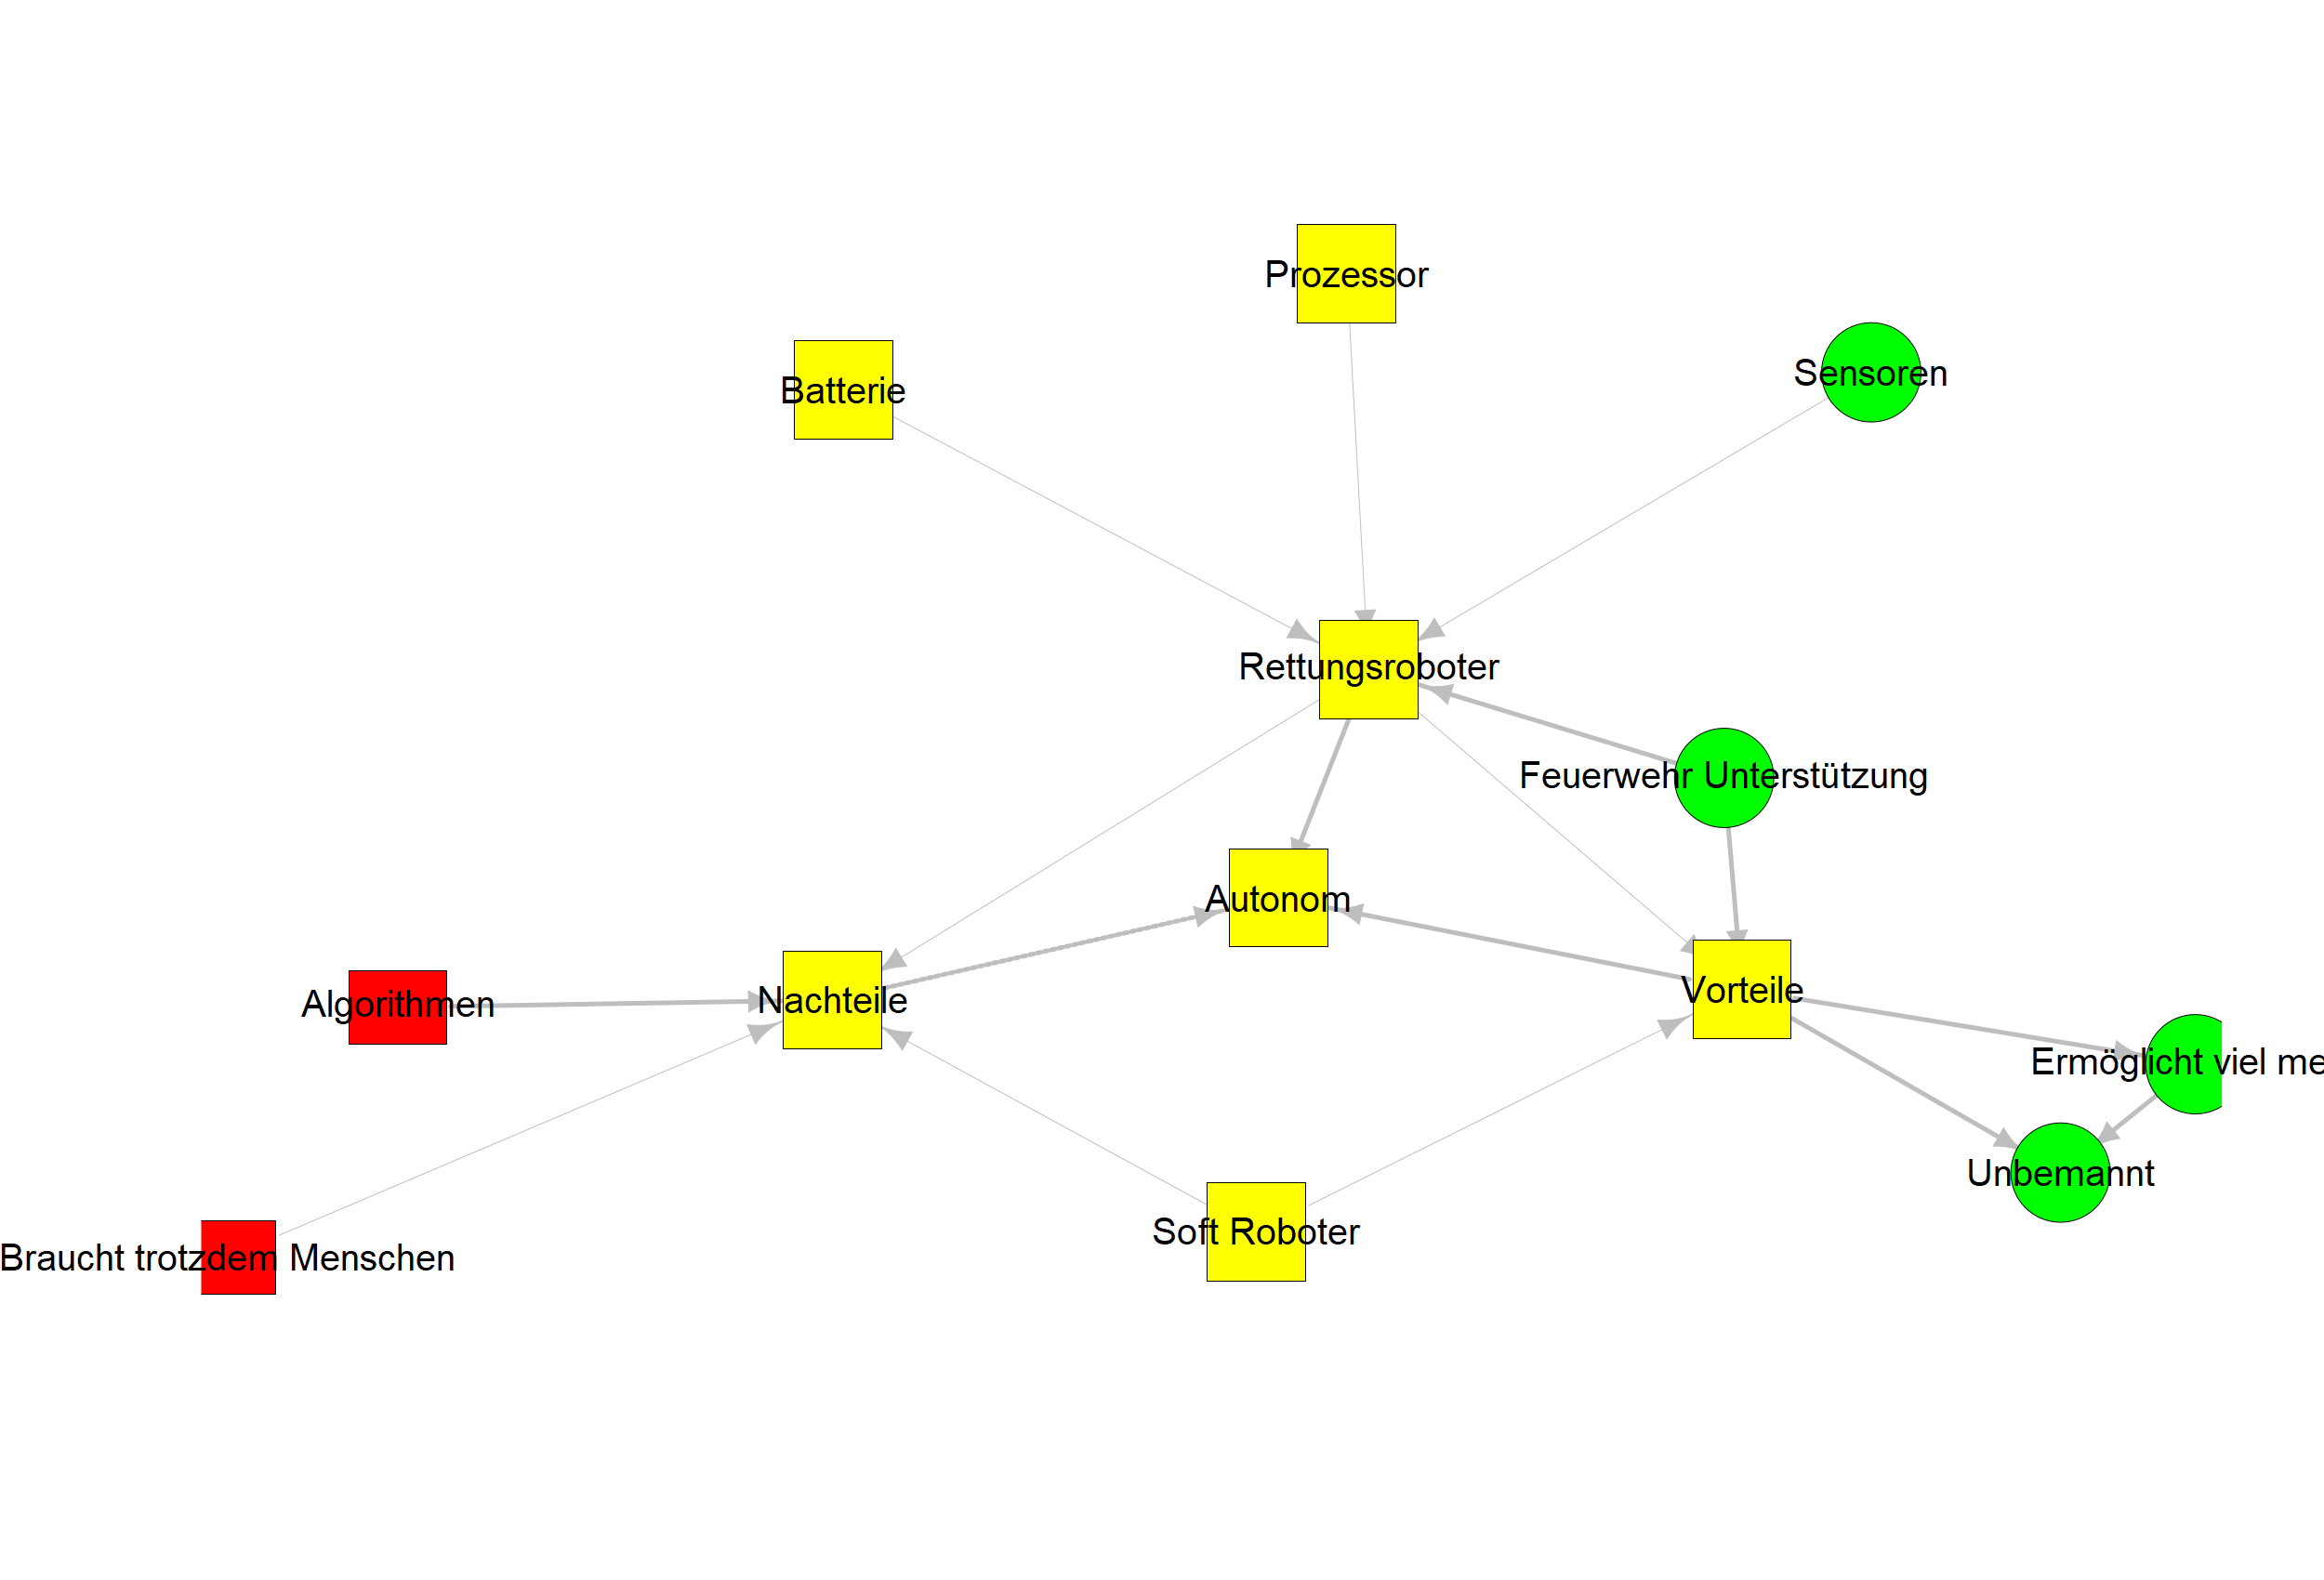 Prozessor
Sensoren
Batterie
Rettungsroboter
Feuerwehr Unterstützung
Autonom
Vorteile
Nachteile
Algorithmen
Ermöglicht viel me
Unbemannt
Soft Roboter
Braucht trotzdem Menschen